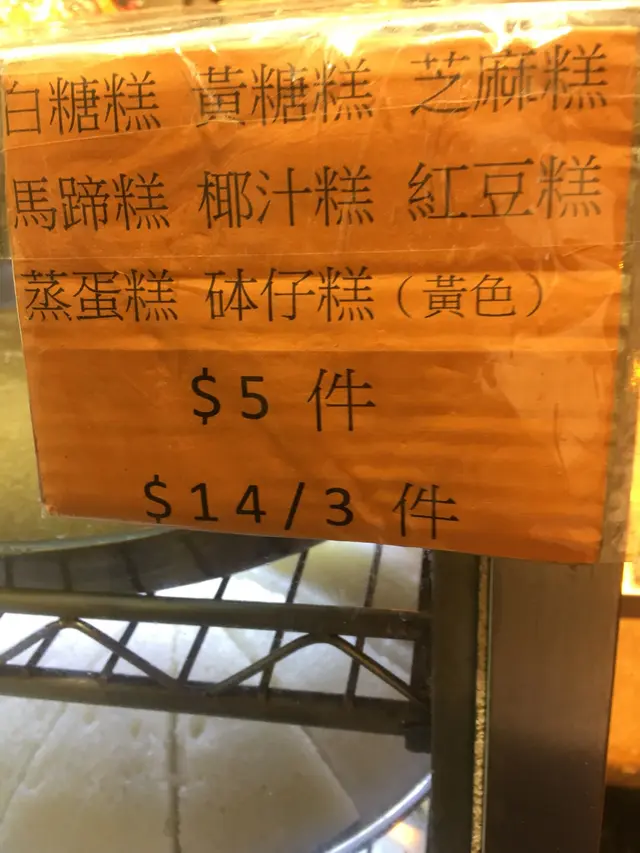 白糖糕 黃糖糕 芝麻糕
馬蹄糕 椰汁糕 紅豆糕
蒸蛋糕 砵仔糕（黃色）
$5 件
$14/3 件